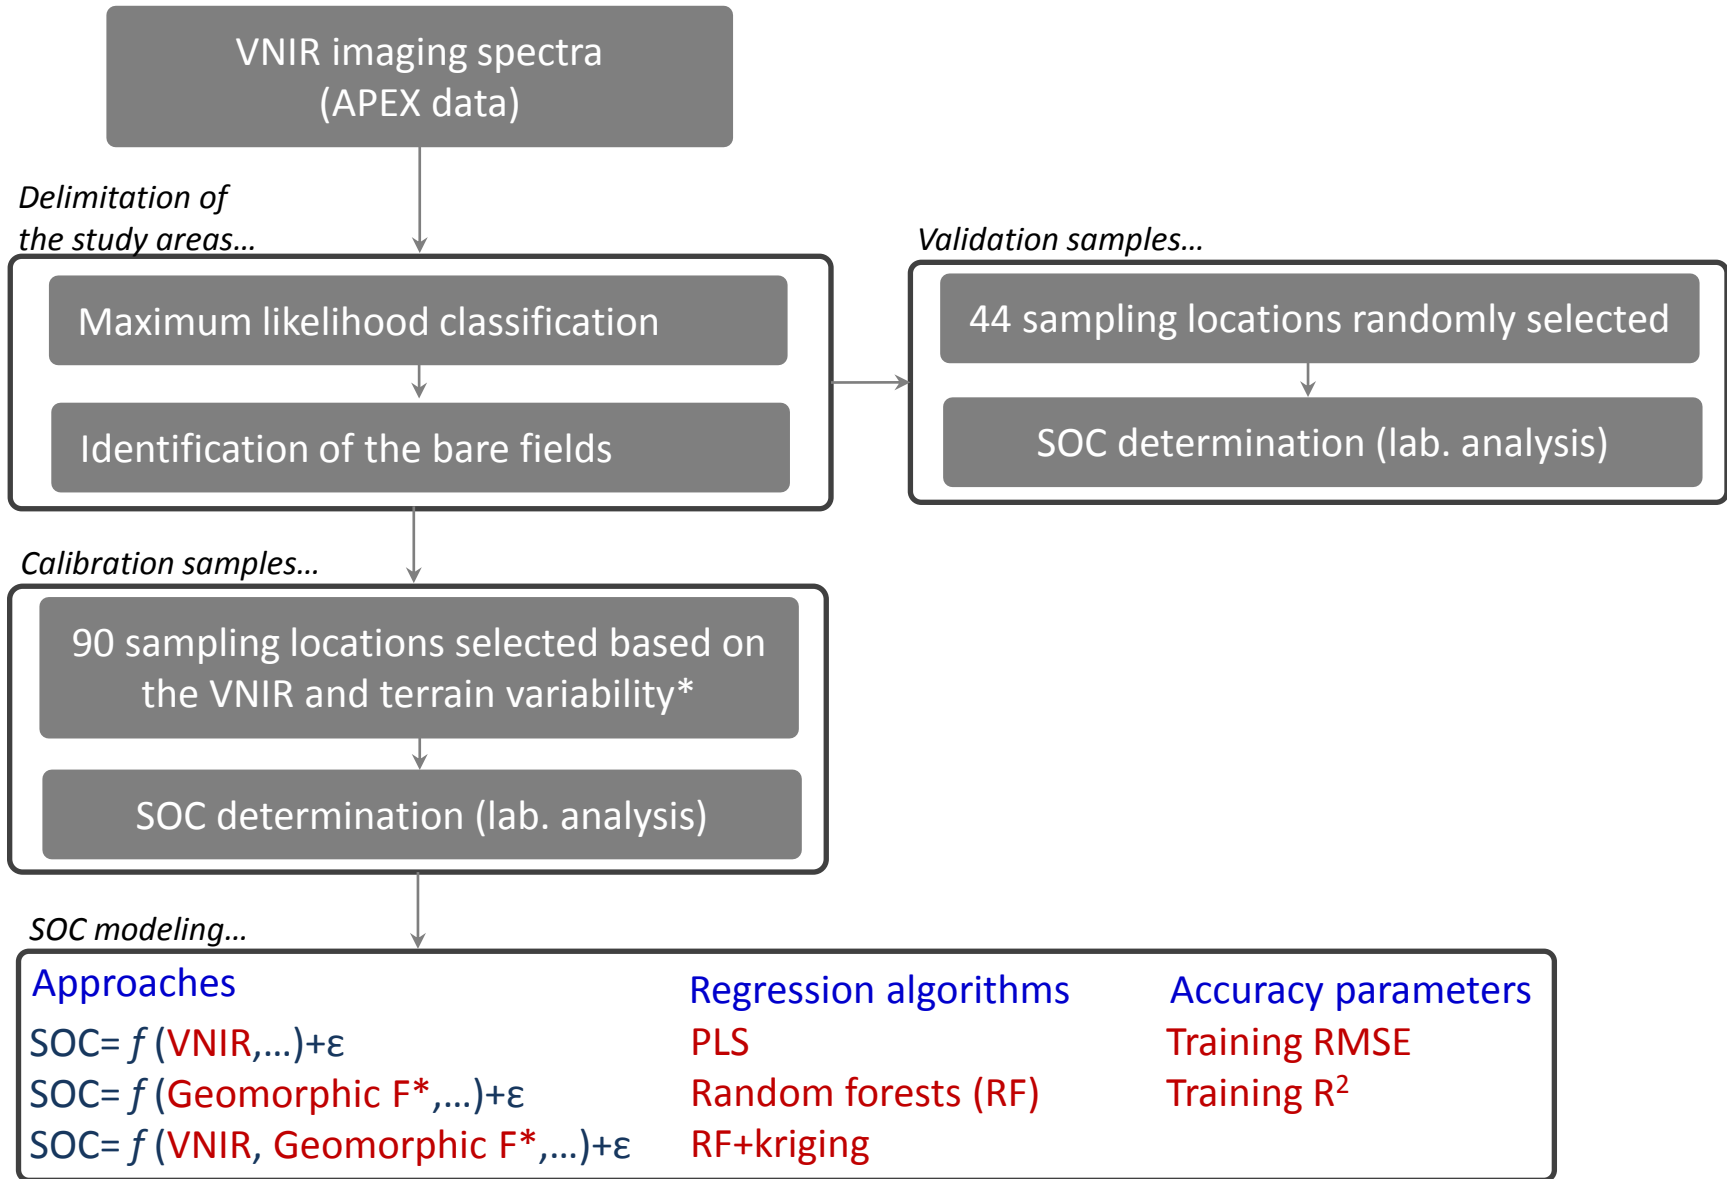 VNIR imaging spectra
(APEX data)
Delimitation of
the study areas...
Maximum likelihood classification
Identification of the bare fields
Validation samples...
44 sampling locations randomly selected
SOC determination (lab. analysis)
Calibration samples...
90 sampling locations selected based on
the VNIR and terrain variability*
SOC determination (lab. analysis)
SOC modeling...
Approaches
SOC= f (VNIR,...)+ε
SOC= f (Geomorphic F*,...)+ε
SOC= f (VNIR, Geomorphic F*,...)+ε
Regression algorithms
PLS
Random forests (RF)
RF+kriging
Accuracy parameters
Training RMSE
Training R²